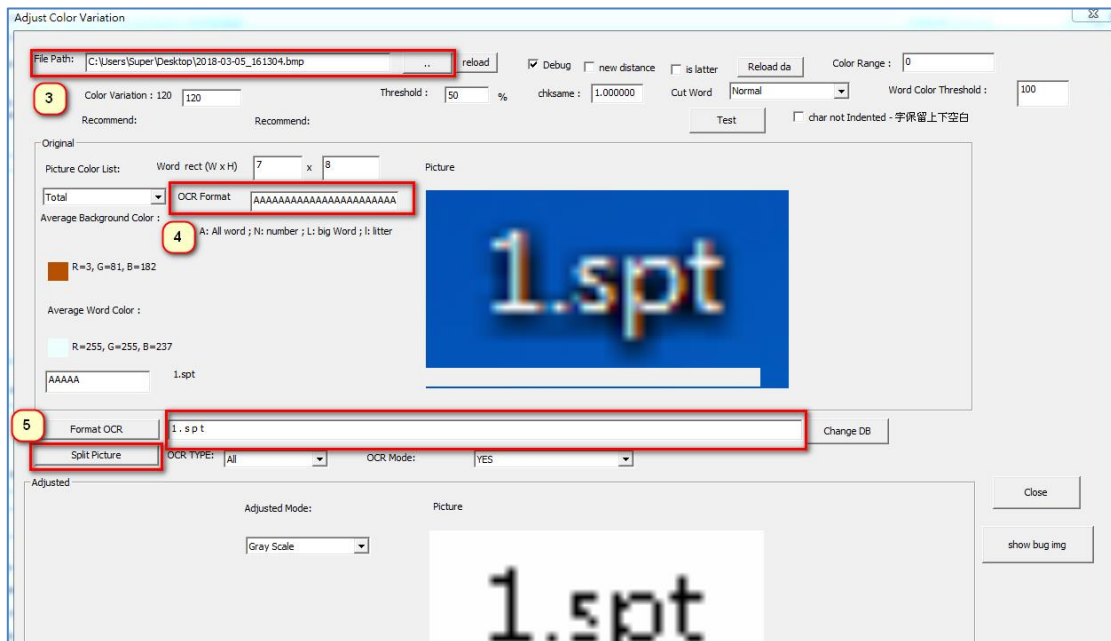 Adjust Color Variation
File Path: C:\Users\Super\Desktop\2018-03-05_161304.bmp .. reload Debug new distance is latter Reload da Color Range : 0
3
Color Variation : 120 120 Threshold : 50 % chksame : 1.000000 Cut Word Normal Word Color Threshold : 100
Recommend: Recommend: Test char not Indented - 字保留上下空白
Original
Picture Color List: Word rect (W x H) 7 x 8 Picture
Total OCR Format AAAAAAAAAAAAAAAAAAAAAAA
Average Background Color :
4
A: All word ; N: number ; L: big Word ; l: litter
R=3, G=81, B=182
1.spt
Average Word Color :
R=255, G=255, B=237
AAAAA 1.spt
5
Format OCR 1.spt Change DB
Split Picture OCR TYPE: All OCR Mode: YES
Adjusted
Close
Adjusted Mode: Picture
Gray Scale show bug img
1.spt